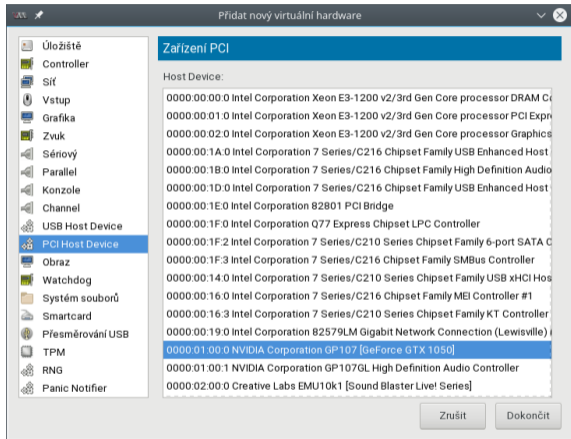 Přidat nový virtuální hardware
Úložiště
Controller
Síť
Vstup
Grafika
Zvuk
Sériový
Parallel
Konzole
Channel
USB Host Device
PCI Host Device
Obraz
Watchdog
Systém souborů
Smartcard
Přesměrování USB
TPM
RNG
Panic Notifier
Zařízení PCI
Host Device:
0000:00:00:0 Intel Corporation Xeon E3-1200 v2/3rd Gen Core processor DRAM Co
0000:00:01:0 Intel Corporation Xeon E3-1200 v2/3rd Gen Core processor PCI Expr
0000:00:02:0 Intel Corporation Xeon E3-1200 v2/3rd Gen Core processor Graphics
0000:00:1A:0 Intel Corporation 7 Series/C216 Chipset Family USB Enhanced Host
0000:00:1B:0 Intel Corporation 7 Series/C216 Chipset Family High Definition Audio
0000:00:1D:0 Intel Corporation 7 Series/C216 Chipset Family USB Enhanced Host
0000:00:1E:0 Intel Corporation 82801 PCI Bridge
0000:00:1F:0 Intel Corporation Q77 Express Chipset LPC Controller
0000:00:1F:2 Intel Corporation 7 Series/C210 Series Chipset Family 6-port SATA C
0000:00:1F:3 Intel Corporation 7 Series/C216 Chipset Family SMBus Controller
0000:00:14:0 Intel Corporation 7 Series/C210 Series Chipset Family USB xHCI Hos
0000:00:16:0 Intel Corporation 7 Series/C216 Chipset Family MEI Controller #1
0000:00:16:3 Intel Corporation 7 Series/C210 Series Chipset Family KT Controller
0000:00:19:0 Intel Corporation 82579LM Gigabit Network Connection (Lewisville) (
0000:01:00:0 NVIDIA Corporation GP107 [GeForce GTX 1050]
0000:01:00:1 NVIDIA Corporation GP107GL High Definition Audio Controller
0000:02:00:0 Creative Labs EMU10k1 [Sound Blaster Live! Series]
Zrušit
Dokončit